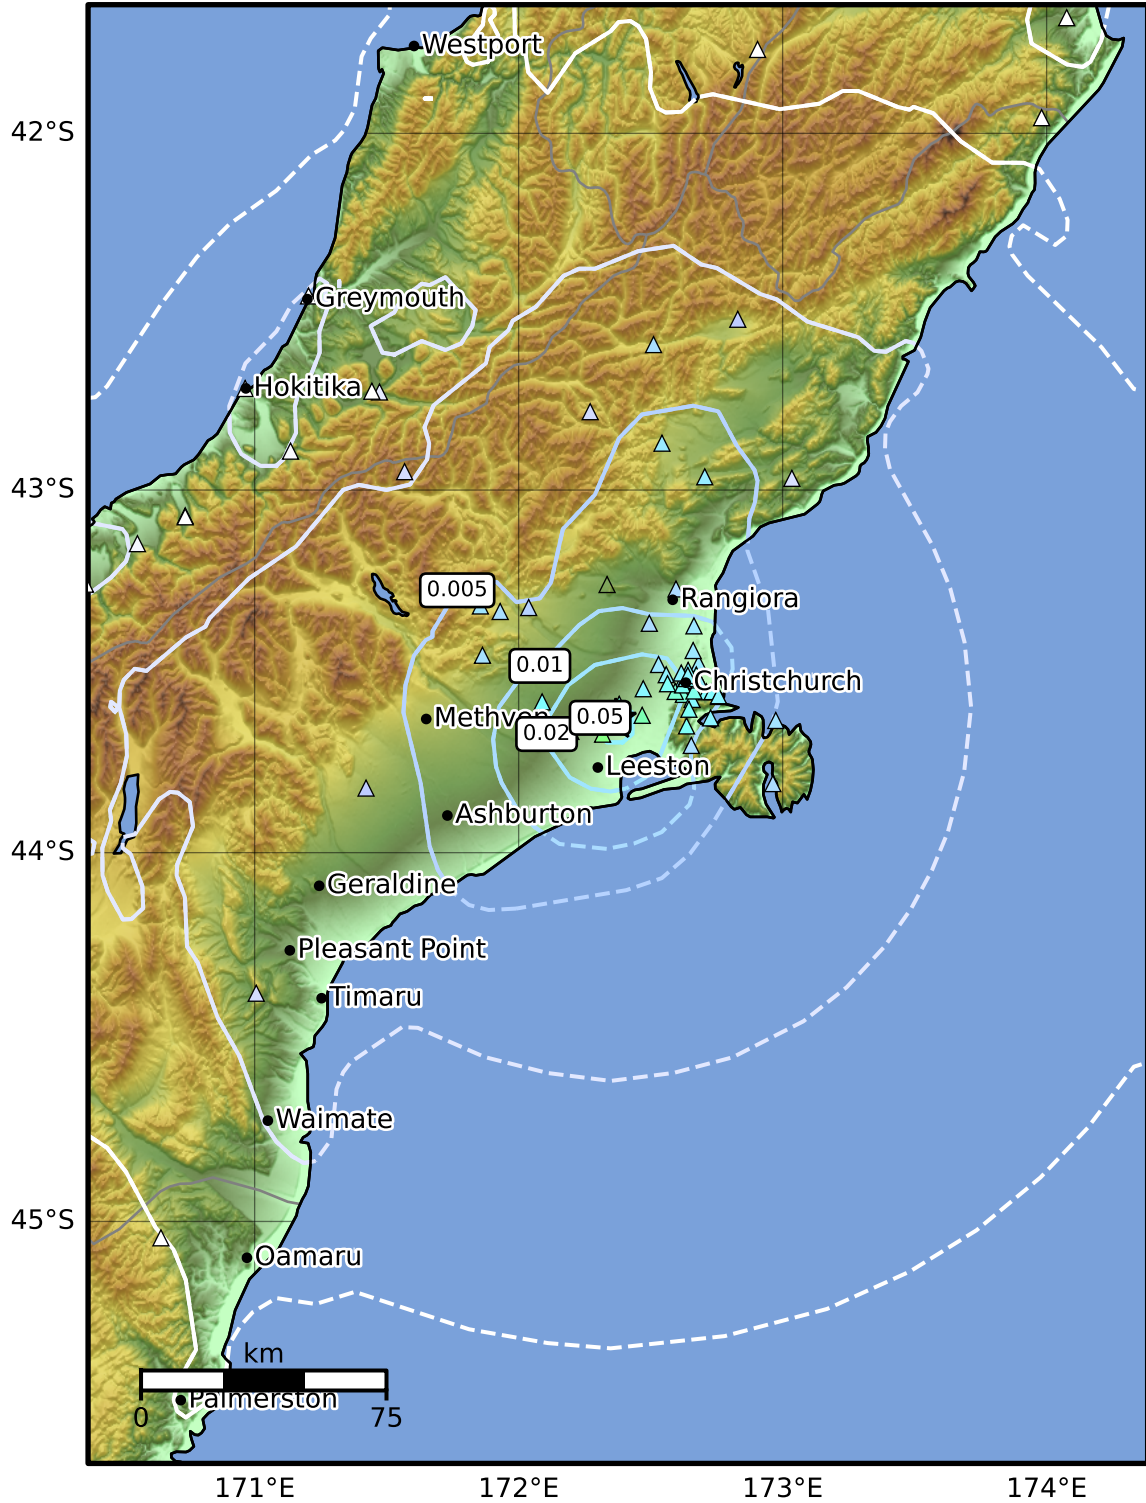 Westport
42°S
Greymouth
Hokitika
43°S
0.005
Rangiora
0.01
Christchurch
Methven
0.05
0.02
Leeston
Ashburton
44°S
Geraldine
Pleasant Point
Timaru
Waimate
45°S
Oamaru
km
Palmerston
0 75
171°E 172°E 173°E 174°E